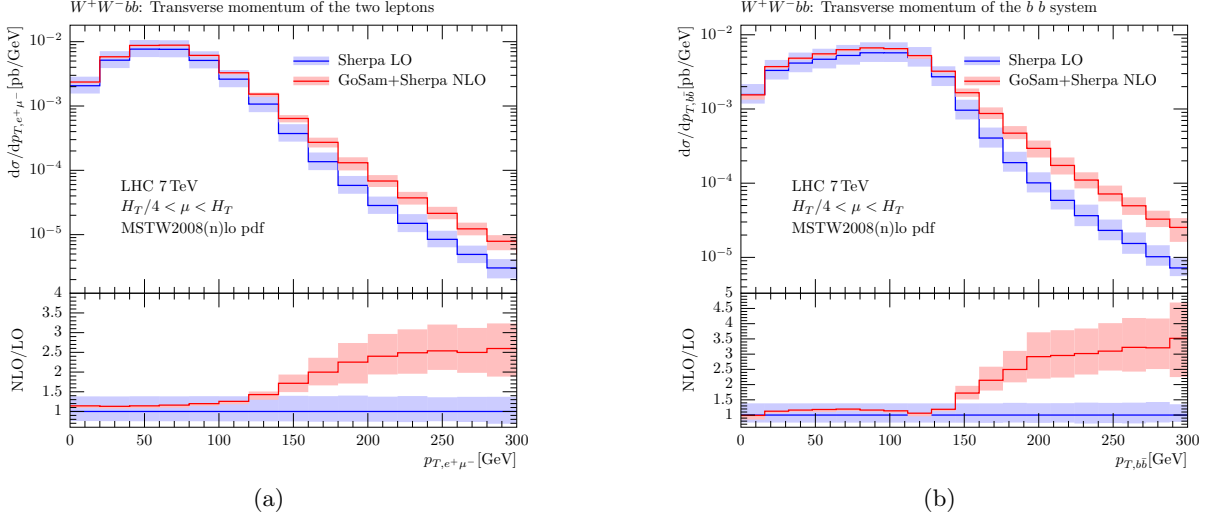 W⁺W⁻bb: Transverse momentum of the two leptons
dσ/dp_{T,e⁺μ⁻} [pb/GeV]
10⁻²
10⁻³
10⁻⁴
10⁻⁵
Sherpa LO
GoSam+Sherpa NLO
LHC 7 TeV
H_T/4 < μ < H_T
MSTW2008(n)lo pdf
NLO/LO
4
3.5
3
2.5
2
1.5
1
0 50 100 150 200 250 300
p_{T,e⁺μ⁻} [GeV]
(a)
W⁺W⁻bb: Transverse momentum of the b b system
dσ/dp_{T,bb̄} [pb/GeV]
10⁻²
10⁻³
10⁻⁴
10⁻⁵
Sherpa LO
GoSam+Sherpa NLO
LHC 7 TeV
H_T/4 < μ < H_T
MSTW2008(n)lo pdf
NLO/LO
5
4.5
4
3.5
3
2.5
2
1.5
1
0 50 100 150 200 250 300
p_{T,bb̄} [GeV]
(b)